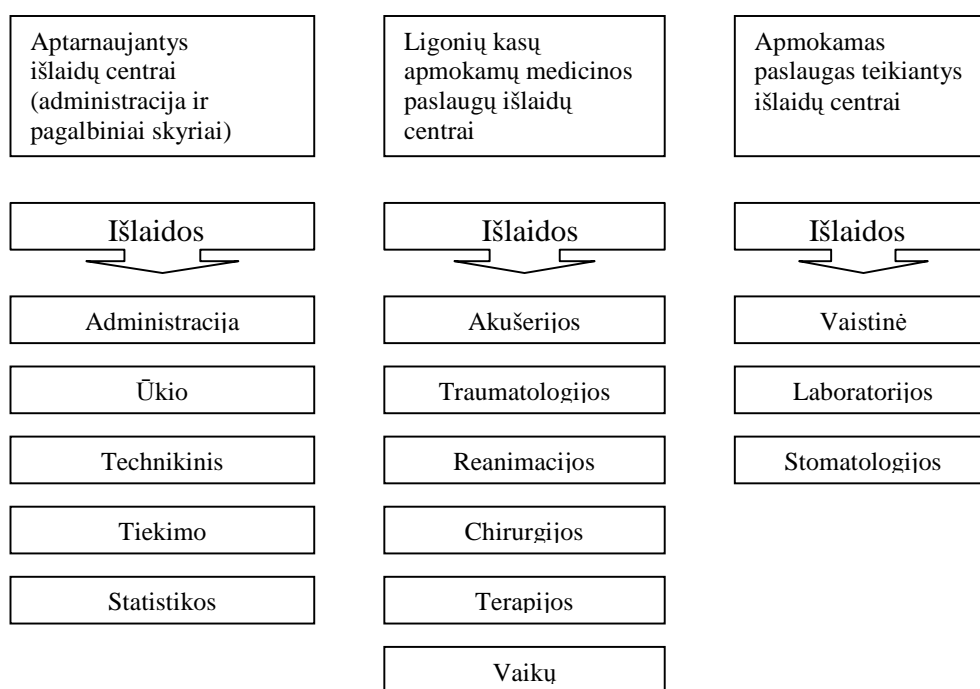 Aptarnaujantys
išlaidų centrai
(administracija ir
pagalbiniai skyriai)
Ligonių kasų
apmokamų medicinos
paslaugų išlaidų
centrai
Apmokamas
paslaugas teikiantys
išlaidų centrai
Išlaidos
Išlaidos
Išlaidos
Administracija
Akušerijos
Vaistinė
Ūkio
Traumatologijos
Laboratorijos
Technikinis
Reanimacijos
Stomatologijos
Tiekimo
Chirurgijos
Statistikos
Terapijos
Vaikų